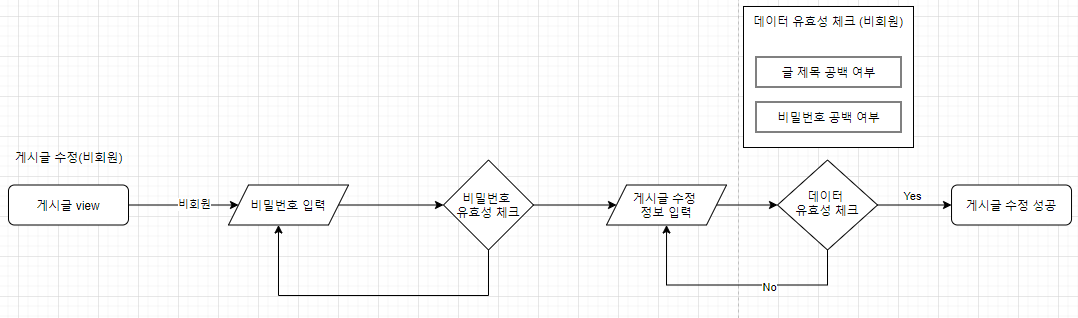 데이터 유효성 체크 (비회원)
글 제목 공백 여부
비밀번호 공백 여부
게시글 수정(비회원)
게시글 view
비회원
비밀번호 입력
비밀번호
유효성 체크
게시글 수정
정보 입력
데이터
유효성 체크
Yes
게시글 수정 성공
No